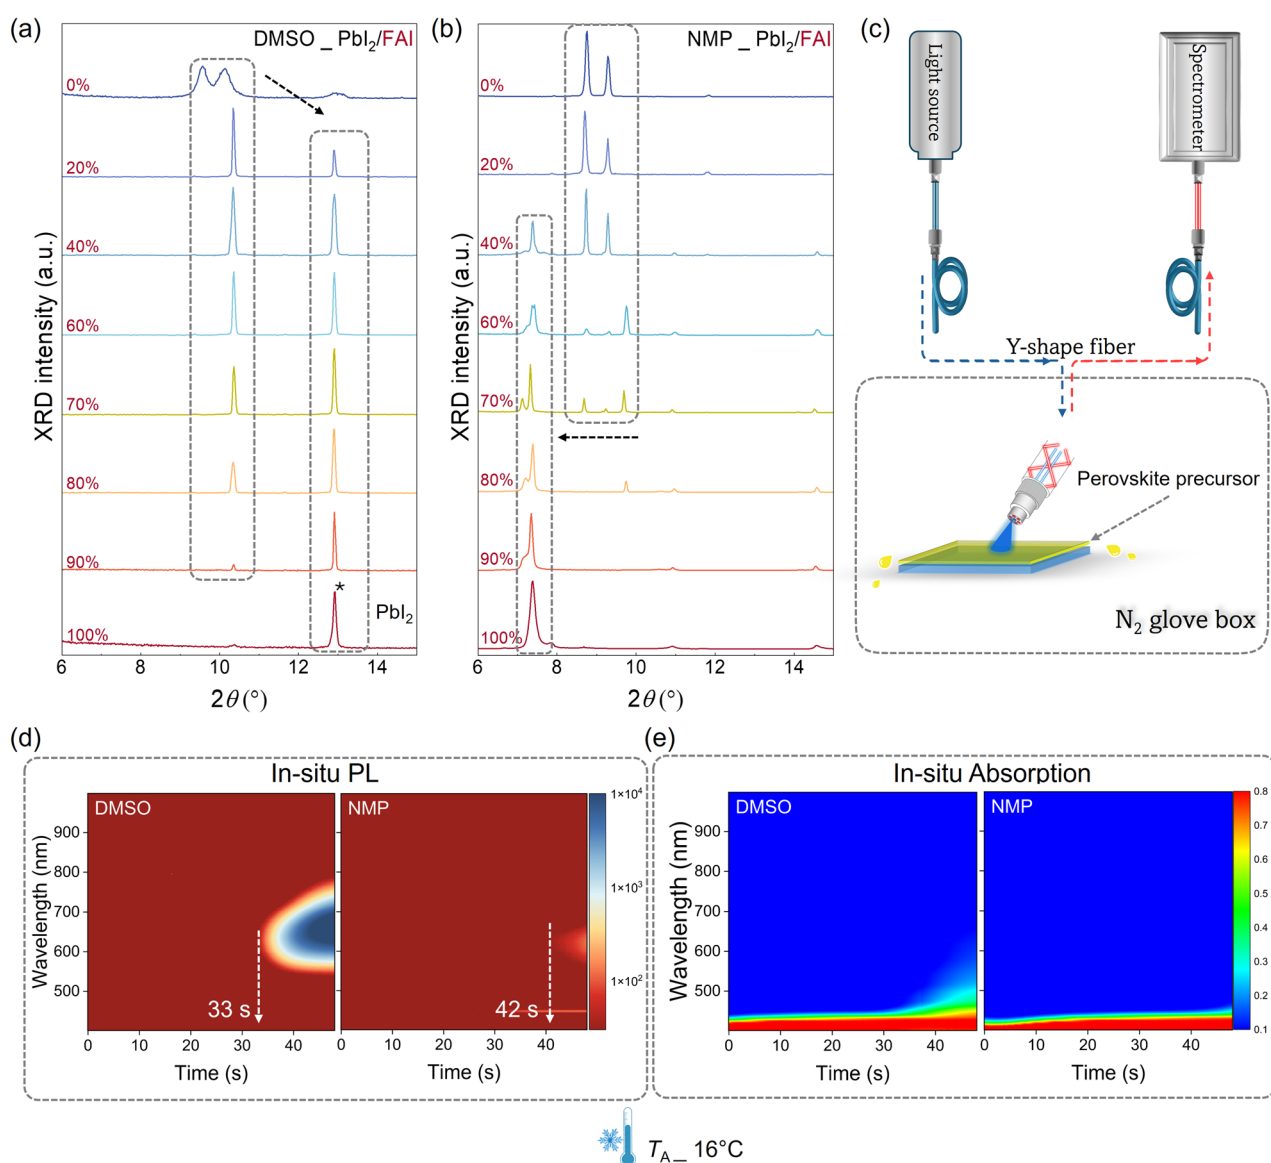 (a)
DMSO _ PbI₂/FAI
0%
20%
40%
60%
70%
80%
90%
100%
*
PbI₂
XRD intensity (a.u.)
6 8 10 12 14
2θ (°)
(b)
NMP _ PbI₂/FAI
0%
20%
40%
60%
70%
80%
90%
100%
XRD intensity (a.u.)
6 8 10 12 14
2θ (°)
(c)
Light source
Spectrometer
Y-shape fiber
Perovskite precursor
N₂ glove box
(d)
In-situ PL
DMSO
NMP
Wavelength (nm)
900
800
700
600
500
33 s
42 s
0 20 40
0 20 40
Time (s)
Time (s)
1×10⁴
1×10³
1×10²
(e)
In-situ Absorption
DMSO
NMP
Wavelength (nm)
900
800
700
600
500
0 10 20 30 40
0 10 20 30 40
Time (s)
Time (s)
0.8
0.7
0.6
0.5
0.4
0.3
0.2
0.1
T_A_ 16°C